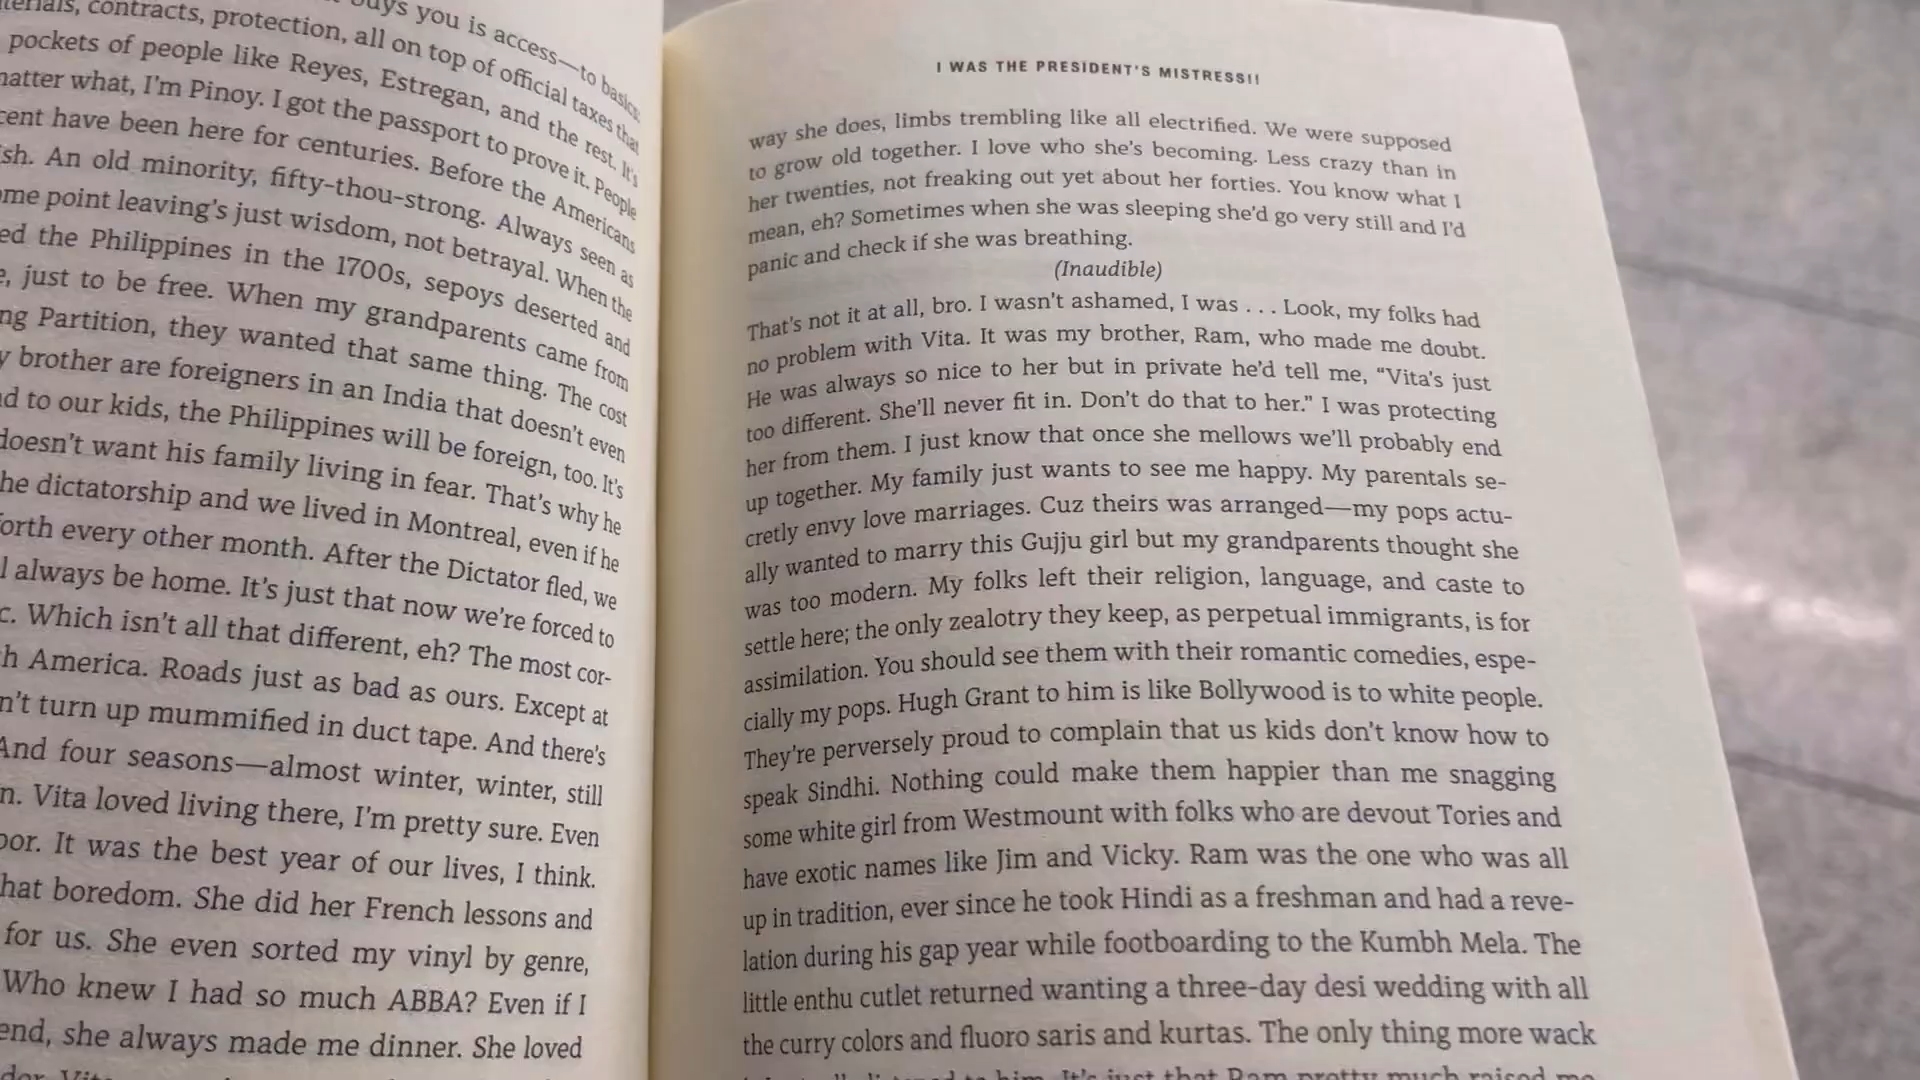 buys you is access—to basic
contracts, protection, all on top of official taxes that
pockets of people like Reyes, Estregan, and the rest. It's
matter what, I'm Pinoy. I got the passport to prove it. People
have been here for centuries. Before the Americans
An old minority, fifty-thou-strong. Always seen as
point leaving's just wisdom, not betrayal. When the
the Philippines in the 1700s, sepoys deserted and
just to be free. When my grandparents came from
Partition, they wanted that same thing. The cost
brother are foreigners in an India that doesn't even
to our kids, the Philippines will be foreign, too. It's
doesn't want his family living in fear. That's why he
he dictatorship and we lived in Montreal, even if he
forth every other month. After the Dictator fled, we
always be home. It's just that now we're forced to
Which isn't all that different, eh? The most cor-
America. Roads just as bad as ours. Except at
turn up mummified in duct tape. And there's
And four seasons—almost winter, winter, still
Vita loved living there, I'm pretty sure. Even
It was the best year of our lives, I think.
hat boredom. She did her French lessons and
for us. She even sorted my vinyl by genre,
Who knew I had so much ABBA? Even if I
end, she always made me dinner. She loved
I WAS THE PRESIDENT'S MISTRESS!!
way she does, limbs trembling like all electrified. We were supposed
to grow old together. I love who she's becoming. Less crazy than in
her twenties, not freaking out yet about her forties. You know what I
mean, eh? Sometimes when she was sleeping she'd go very still and I'd
panic and check if she was breathing.
(Inaudible)
That's not it at all, bro. I wasn't ashamed, I was . . . Look, my folks had
no problem with Vita. It was my brother, Ram, who made me doubt.
He was always so nice to her but in private he'd tell me, “Vita's just
too different. She'll never fit in. Don't do that to her.” I was protecting
her from them. I just know that once she mellows we'll probably end
up together. My family just wants to see me happy. My parentals se-
cretly envy love marriages. Cuz theirs was arranged—my pops actu-
ally wanted to marry this Gujju girl but my grandparents thought she
was too modern. My folks left their religion, language, and caste to
settle here; the only zealotry they keep, as perpetual immigrants, is for
assimilation. You should see them with their romantic comedies, espe-
cially my pops. Hugh Grant to him is like Bollywood is to white people.
They're perversely proud to complain that us kids don't know how to
speak Sindhi. Nothing could make them happier than me snagging
some white girl from Westmount with folks who are devout Tories and
have exotic names like Jim and Vicky. Ram was the one who was all
up in tradition, ever since he took Hindi as a freshman and had a reve-
lation during his gap year while footboarding to the Kumbh Mela. The
little enthu cutlet returned wanting a three-day desi wedding with all
the curry colors and fluoro saris and kurtas. The only thing more wack
to him. It's just that Ram pretty much raised me